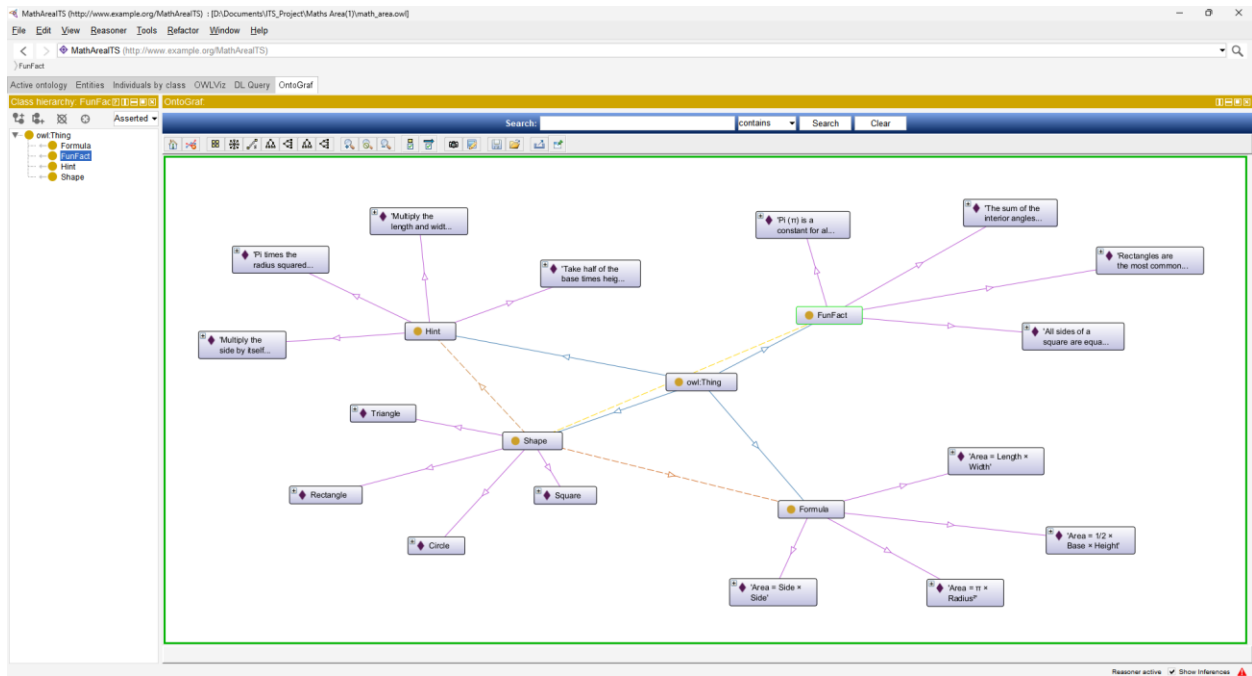 MathAreaITS (http://www.example.org/MathAreaITS) : [D:\Documents\ITS_Project\Maths Area(1)\math_area.owl]
File Edit View Reasoner Tools Refactor Window Help
MathAreaITS (http://www.example.org/MathAreaITS)
FunFact
Active ontology Entities Individuals by class OWLViz DL Query OntoGraf
Class hierarchy: FunFac
OntoGraf
Asserted
Search: contains Search Clear
owl:Thing
Formula
FunFact
Hint
Shape
'Multiply the
length and widt...
'Pi times the
radius squared...
'Take half of the
base times heig...
'Multiply the
side by itself...
Hint
'Pi (π) is a
constant for al...
'The sum of the
interior angles...
'Rectangles are
the most common...
'All sides of a
square are equa...
FunFact
owl:Thing
Triangle
Shape
Rectangle
Square
Circle
Formula
'Area = Length ×
Width'
'Area = 1/2 ×
Base × Height'
'Area = Side ×
Side'
'Area = π ×
Radius²'
Reasoner active Show Inferences